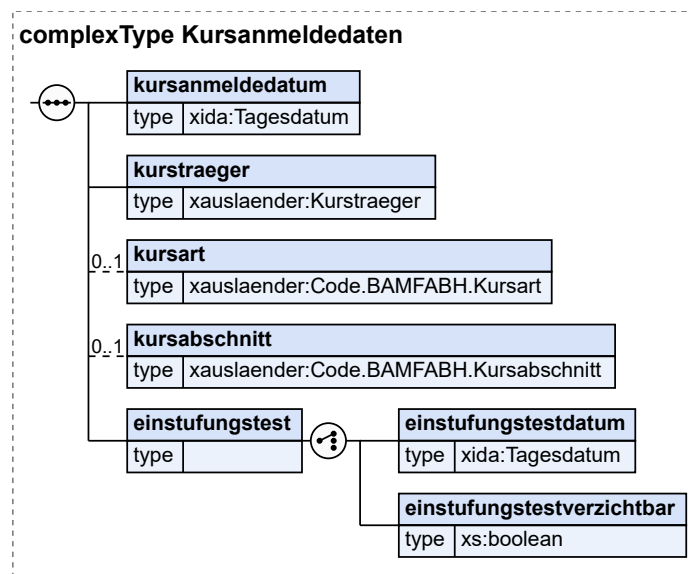 complexType Kursanmeldedaten
kursanmeldedatum
type xida:Tagesdatum
kurstraeger
type xauslaender:Kurstraeger
0..1
kursart
type xauslaender:Code.BAMFABH.Kursart
0..1
kursabschnitt
type xauslaender:Code.BAMFABH.Kursabschnitt
einstufungstest
type
einstufungstestdatum
type xida:Tagesdatum
einstufungstestverzichtbar
type xs:boolean